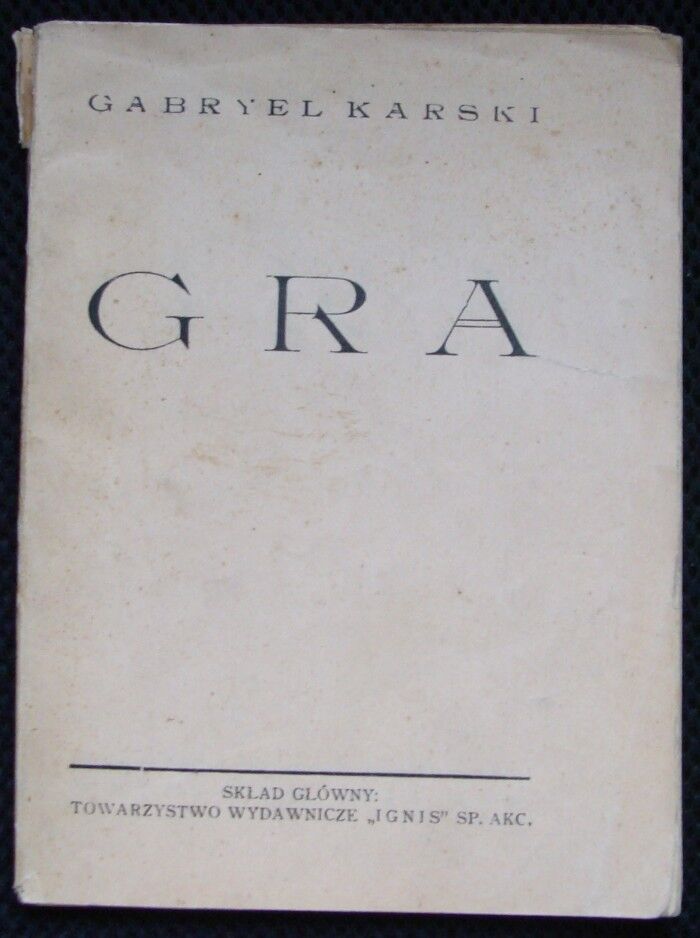 GABRYEL KARSKI
GRA
SKŁAD GŁÓWNY:
TOWARZYSTWO WYDAWNICZE „IGNIS” SP. AKC.